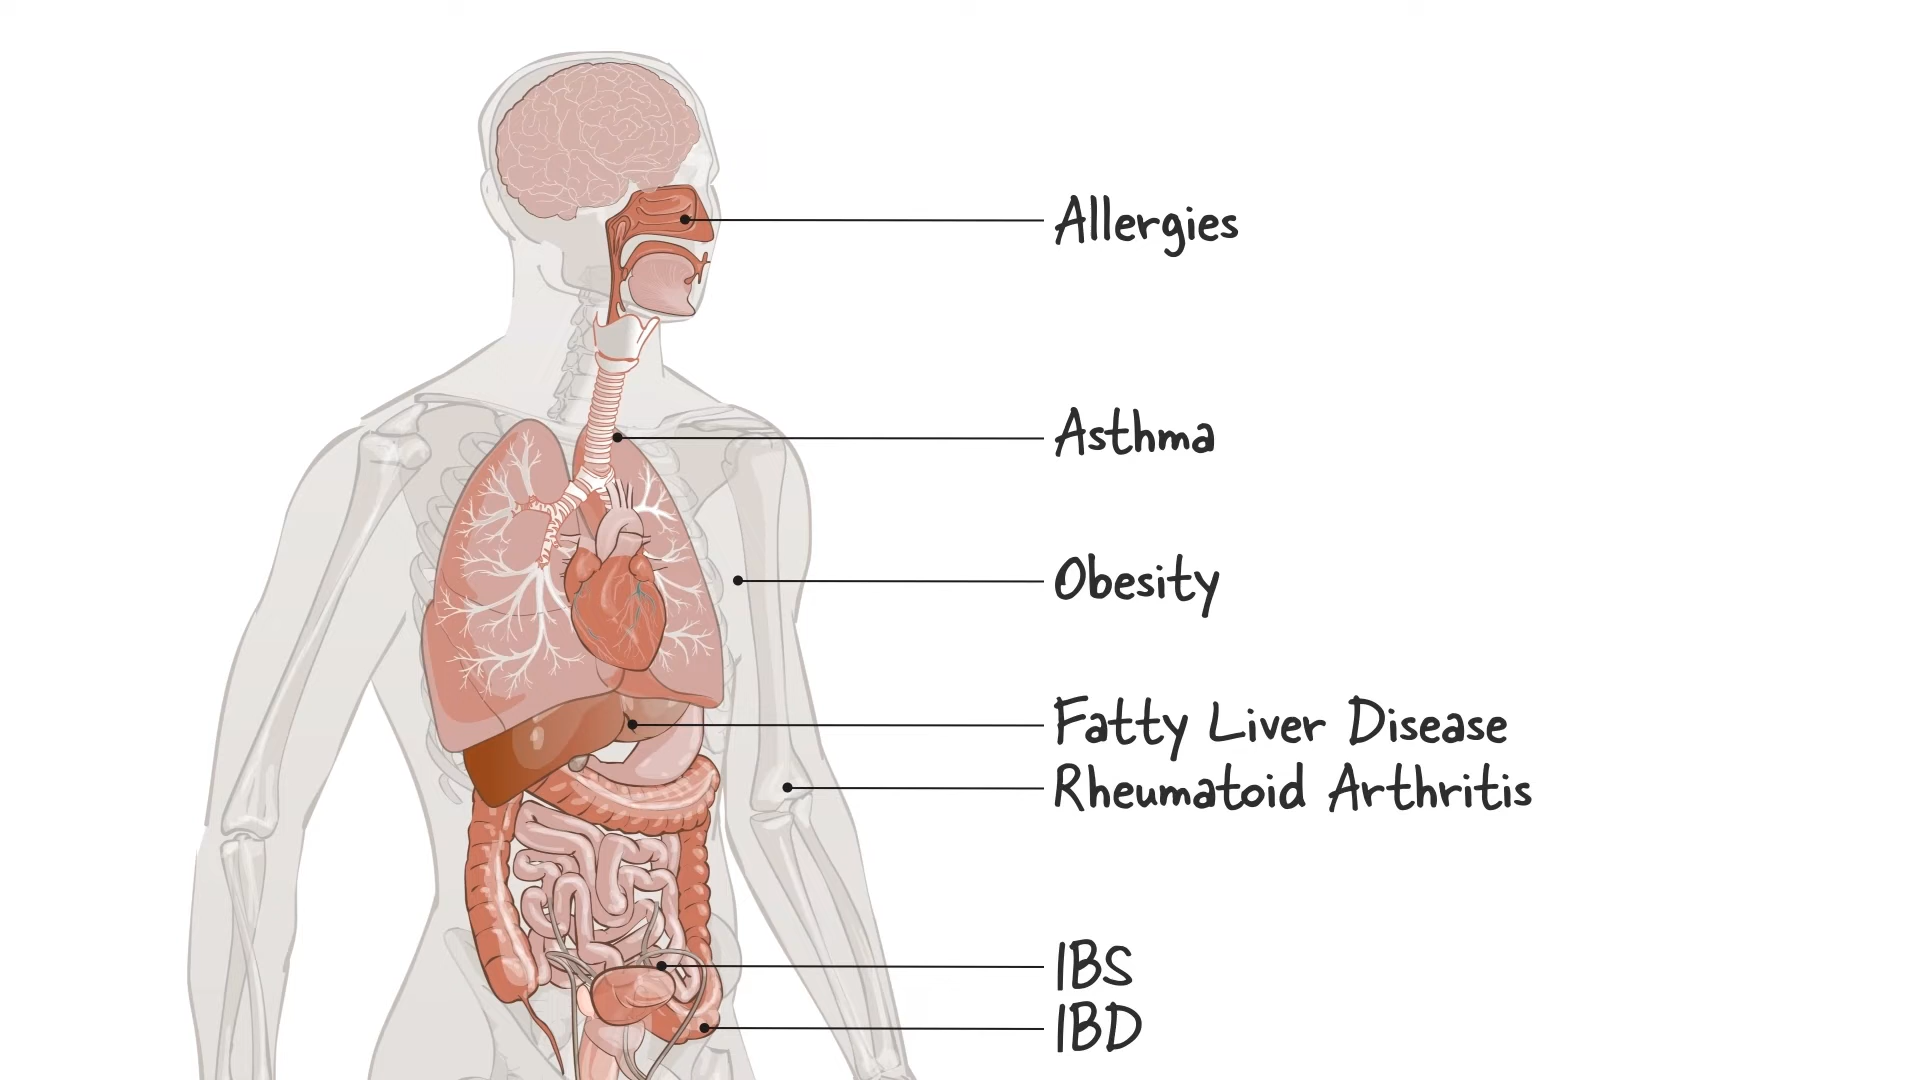 Allergies
Asthma
Obesity
Fatty Liver Disease
Rheumatoid Arthritis
IBS
IBD